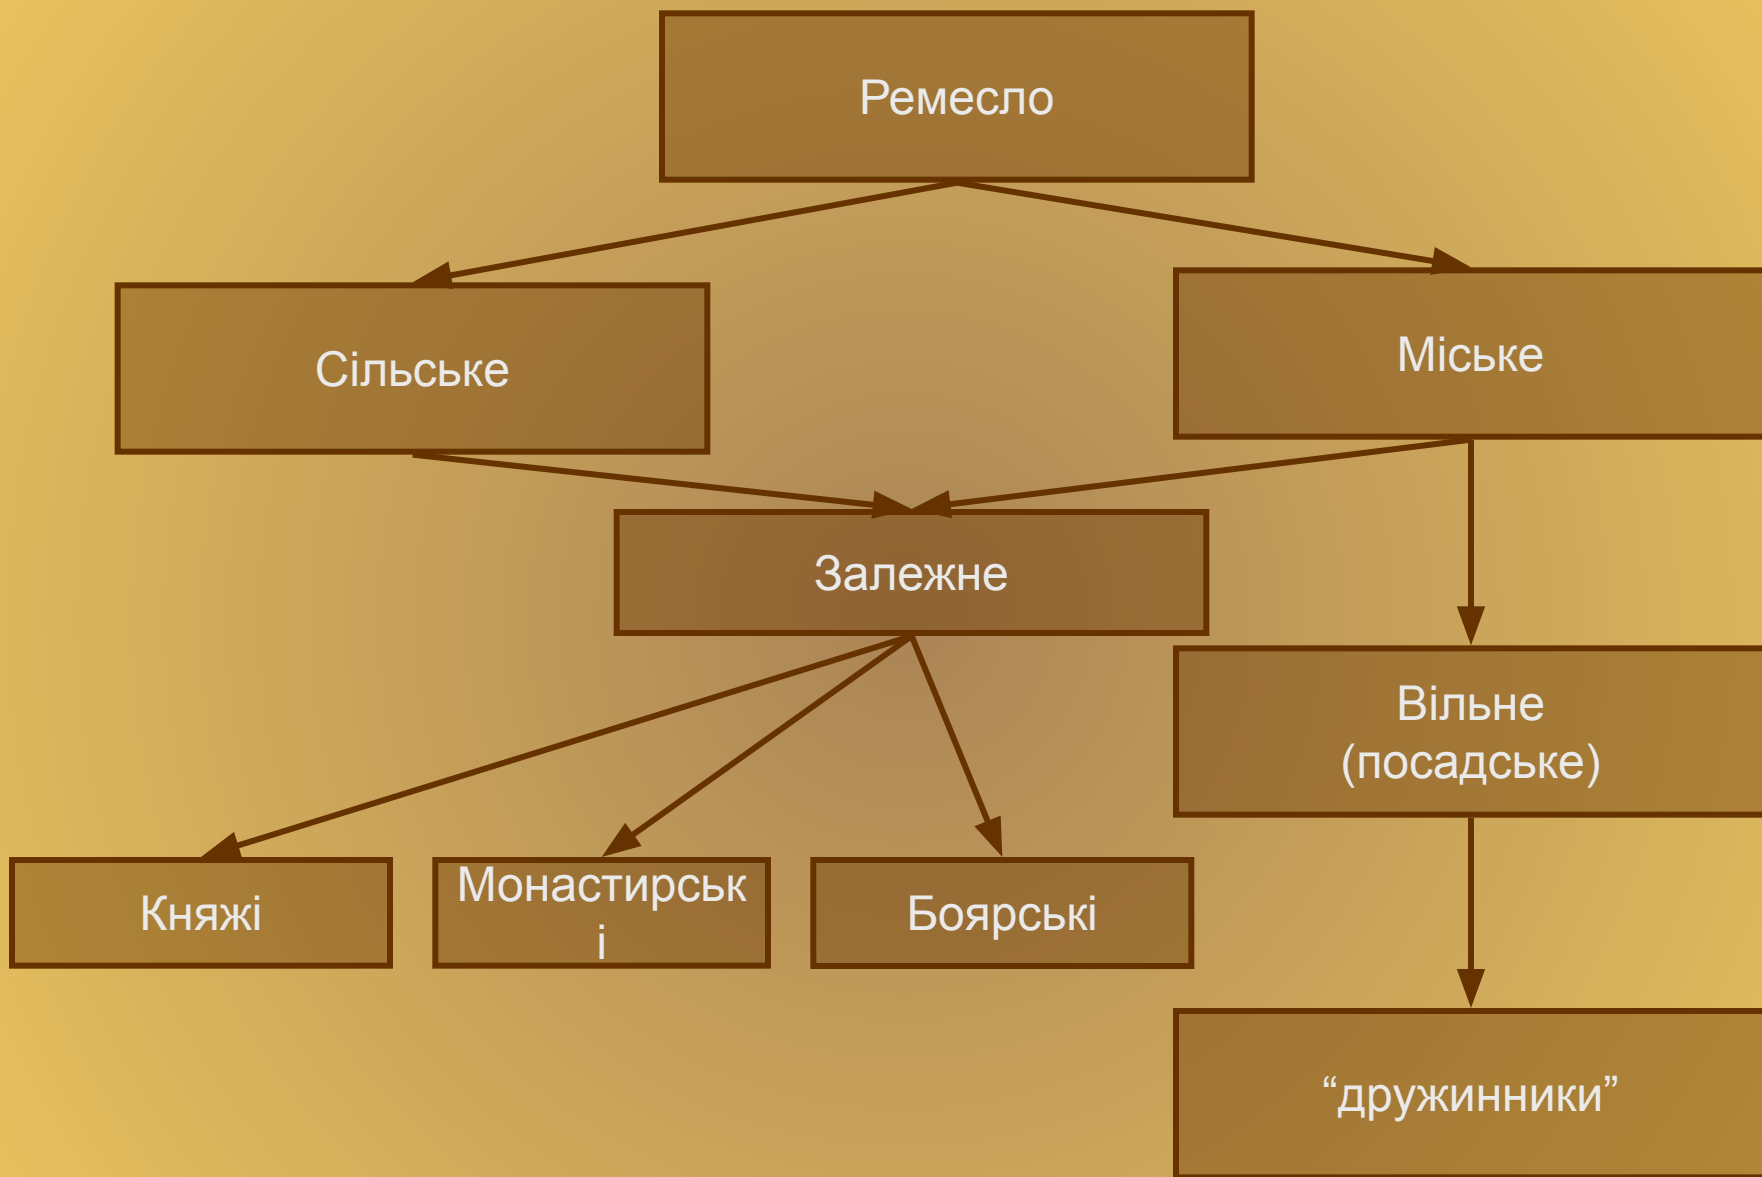 Ремесло
Сільське
Міське
Залежне
Вільне
(посадське)
Княжі
Монастирськ
і
Боярські
“дружинники”